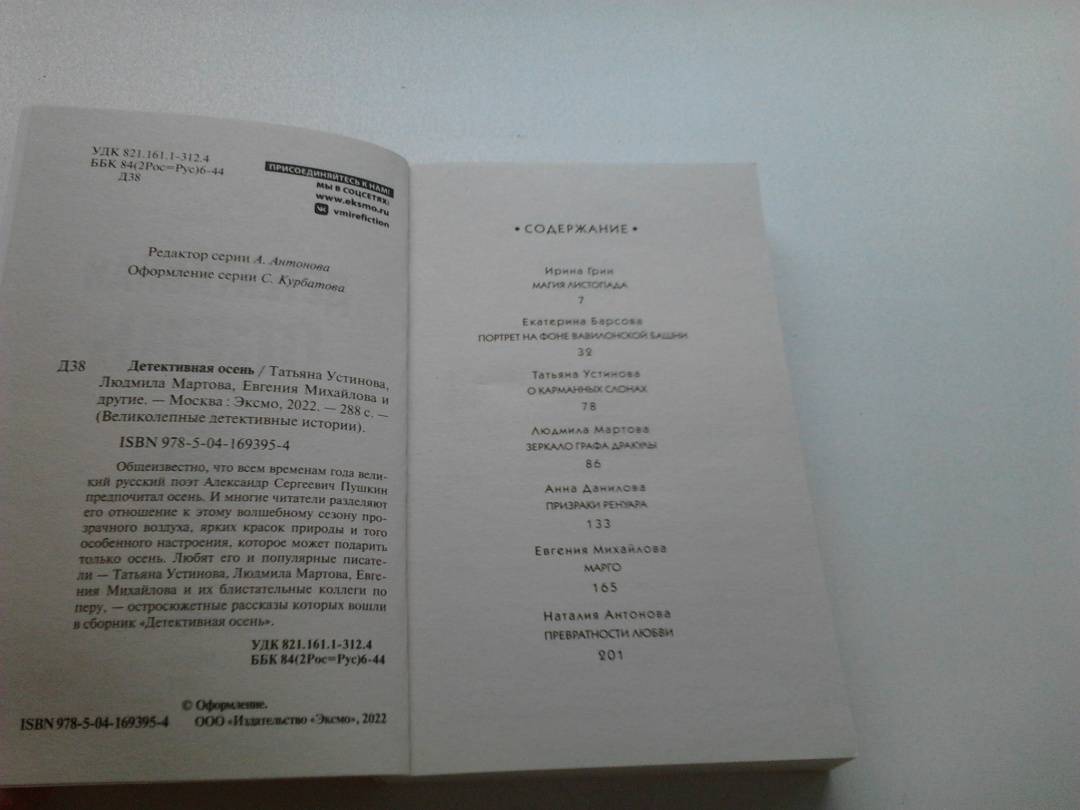 УДК 821.161.1-312.4
ББК 84(2Рос=Рус)6-44
Д38
ПРИСОЕДИНЯЙТЕСЬ К НАМ!
МЫ В СОЦСЕТЯХ:
www.eksmo.ru
vmirefiction
Редактор серии А. Антонова
Оформление серии С. Курбатова
Д38 Детективная осень / Татьяна Устинова,
Людмила Мартова, Евгения Михайлова и
другие. — Москва : Эксмо, 2022. — 288 с. —
(Великолепные детективные истории).
ISBN 978-5-04-169395-4
Общеизвестно, что всем временам года вели-
кий русский поэт Александр Сергеевич Пушкин
предпочитал осень. И многие читатели разделяют
его отношение к этому волшебному сезону про-
зрачного воздуха, ярких красок природы и того
особенного настроения, которое может подарить
только осень. Любят его и популярные писате-
ли — Татьяна Устинова, Людмила Мартова, Евге-
ния Михайлова и их блистательные коллеги по
перу, — остросюжетные рассказы которых вошли
в сборник «Детективная осень».
УДК 821.161.1-312.4
ББК 84(2Рос=Рус)6-44
© Оформление.
ISBN 978-5-04-169395-4 ООО «Издательство «Эксмо», 2022
• СОДЕРЖАНИЕ •
Ирина Грин
МАГИЯ ЛИСТОПАДА
7
Екатерина Барсова
ПОРТРЕТ НА ФОНЕ ВАВИЛОНСКОЙ БАШНИ
32
Татьяна Устинова
О КАРМАННЫХ СЛОНАХ
78
Людмила Мартова
ЗЕРКАЛО ГРАФА ДРАКУЛЫ
86
Анна Данилова
ПРИЗРАКИ РЕНУАРА
133
Евгения Михайлова
МАРГО
165
Наталия Антонова
ПРЕВРАТНОСТИ ЛЮБВИ
201